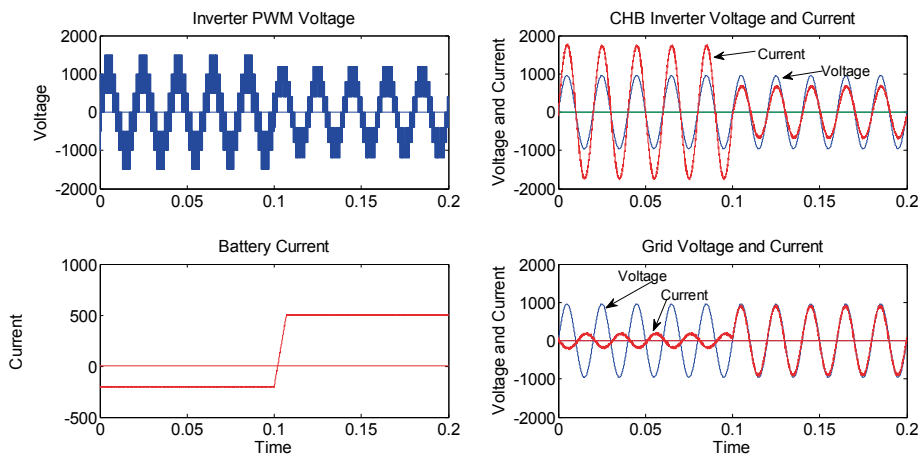 Inverter PWM Voltage
Voltage
2000
1000
0
-1000
-2000
0
0.05
0.1
0.15
0.2
CHB Inverter Voltage and Current
Voltage and Current
2000
1000
0
-1000
-2000
0
0.05
0.1
0.15
0.2
Current
Voltage
Battery Current
Current
1000
500
0
-500
0
0.05
0.1
0.15
0.2
Time
Grid Voltage and Current
Voltage and Current
2000
1000
0
-1000
-2000
0
0.05
0.1
0.15
0.2
Voltage
Current
Time